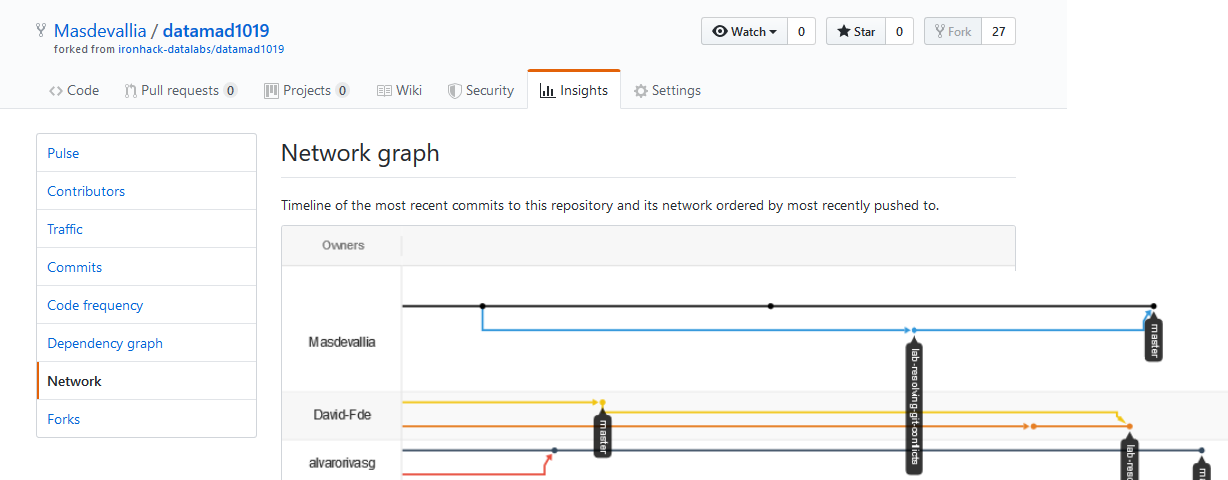 Masdevallia / datamad1019
forked from ironhack-datalabs/datamad1019
Watch 0 Star 0 Fork 27
Code Pull requests 0 Projects 0 Wiki Security Insights Settings
Pulse
Contributors
Traffic
Commits
Code frequency
Dependency graph
Network
Forks
Network graph
Timeline of the most recent commits to this repository and its network ordered by most recently pushed to.
Owners
Masdevallia
master
lab-resolving-git-conflicts
David-Fde
master
lab-reso
alvarorivasg